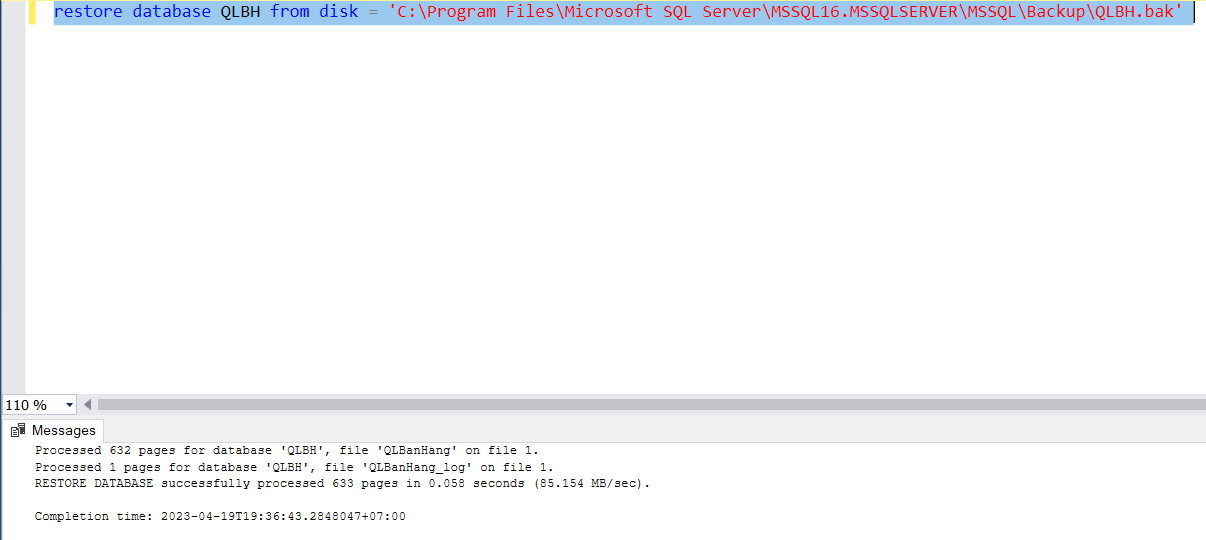 restore database QLBH from disk = 'C:\Program Files\Microsoft SQL Server\MSSQL16.MSSQLSERVER\MSSQL\Backup\QLBH.bak'
110 %
Messages
Processed 632 pages for database 'QLBH', file 'QLBanHang' on file 1.
Processed 1 pages for database 'QLBH', file 'QLBanHang_log' on file 1.
RESTORE DATABASE successfully processed 633 pages in 0.058 seconds (85.154 MB/sec).
Completion time: 2023-04-19T19:36:43.2848047+07:00